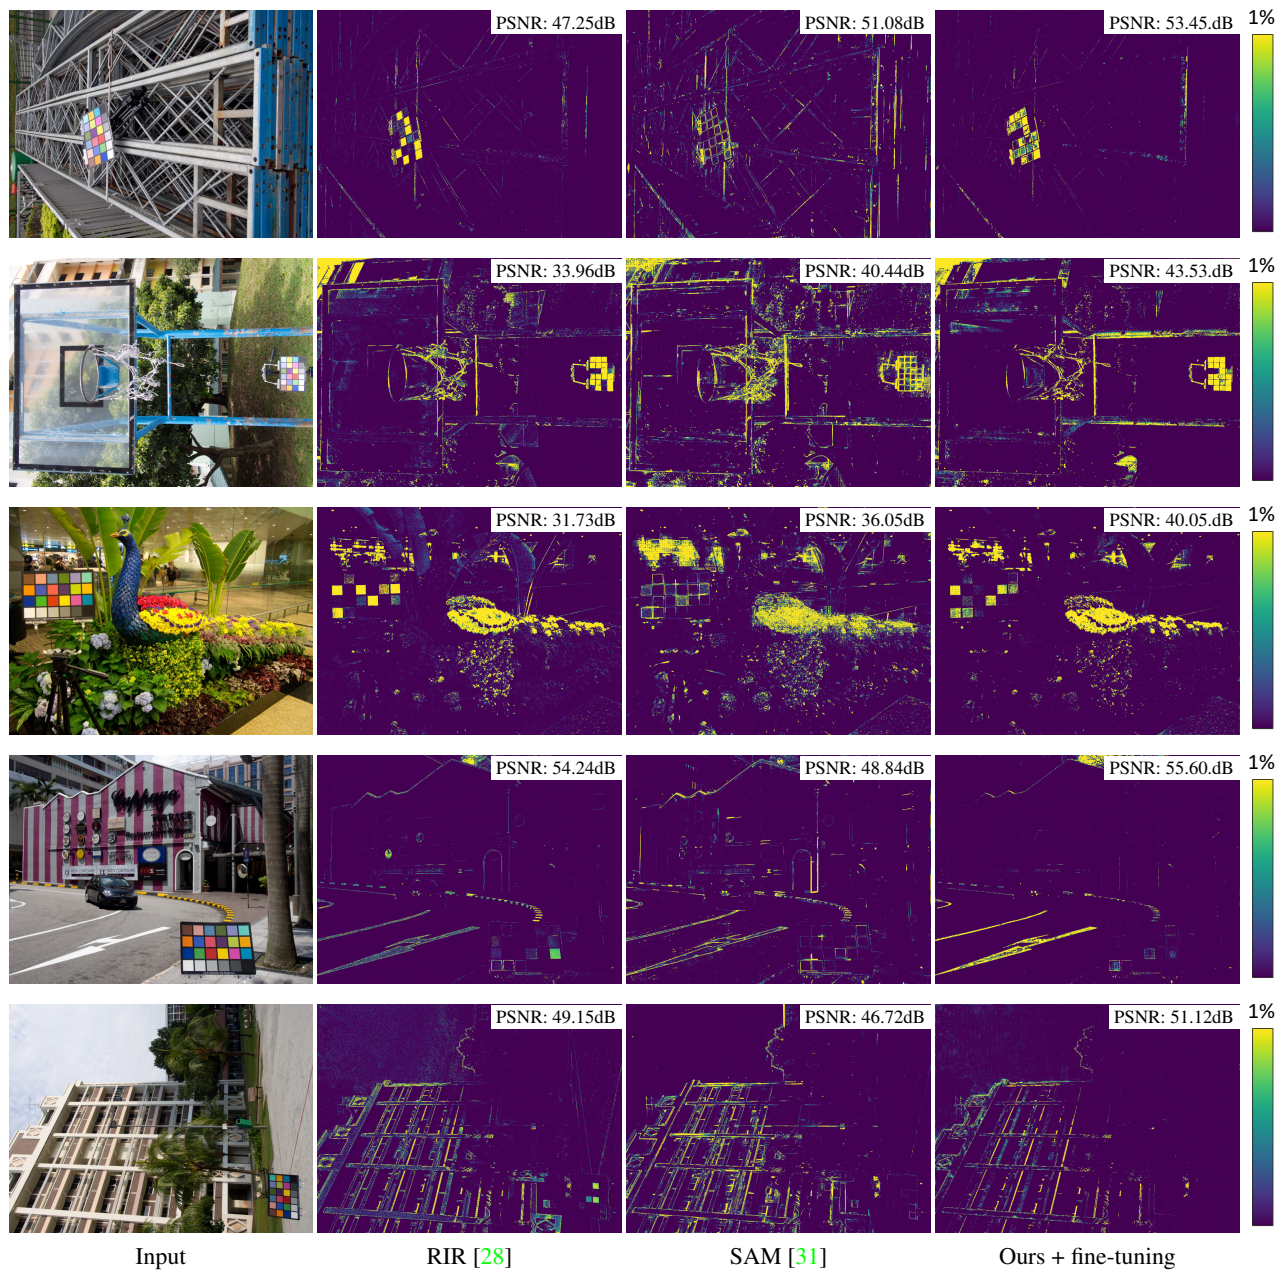 PSNR: 47.25dB
PSNR: 51.08dB
PSNR: 53.45.dB
1%
PSNR: 33.96dB
PSNR: 40.44dB
PSNR: 43.53.dB
1%
PSNR: 31.73dB
PSNR: 36.05dB
PSNR: 40.05.dB
1%
PSNR: 54.24dB
PSNR: 48.84dB
PSNR: 55.60.dB
1%
Cuppage
PSNR: 49.15dB
PSNR: 46.72dB
PSNR: 51.12dB
1%
Input
RIR [28]
SAM [31]
Ours + fine-tuning